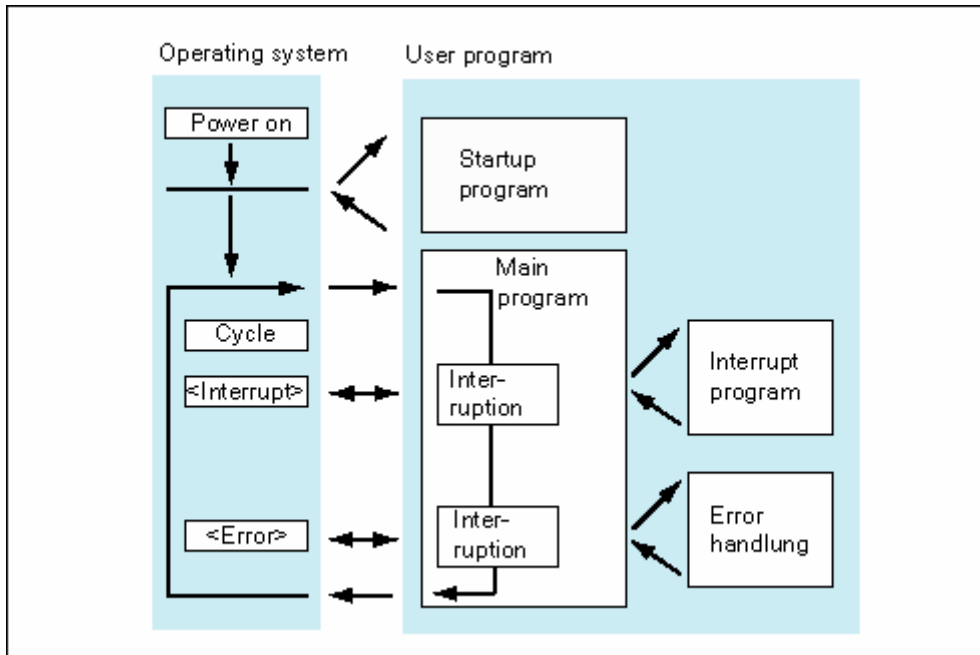 Operating system
User program
Power on
Startup
program
Main
program
Cycle
<Interrupt>
Inter-
ruption
Interrupt
program
<Error>
Inter-
ruption
Error
handlung